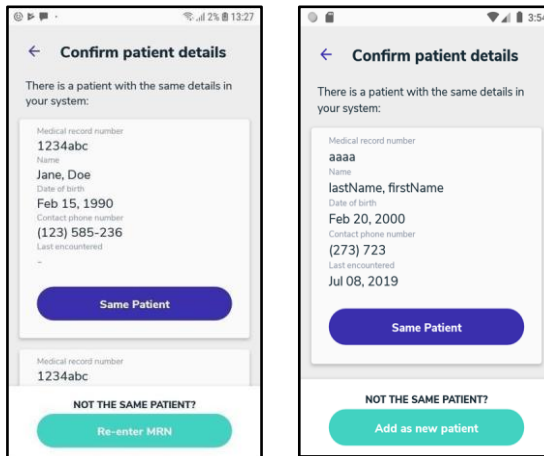 2% 13:27
Confirm patient details
There is a patient with the same details in
your system:
Medical record number
1234abc
Name
Jane, Doe
Date of birth
Feb 15, 1990
Contact phone number
(123) 585-236
Last encountered
-
Same Patient
Medical record number
1234abc
NOT THE SAME PATIENT?
Re-enter MRN
3:54
Confirm patient details
There is a patient with the same details in
your system:
Medical record number
aaaa
Name
lastName, firstName
Date of birth
Feb 20, 2000
Contact phone number
(273) 723
Last encountered
Jul 08, 2019
Same Patient
NOT THE SAME PATIENT?
Add as new patient